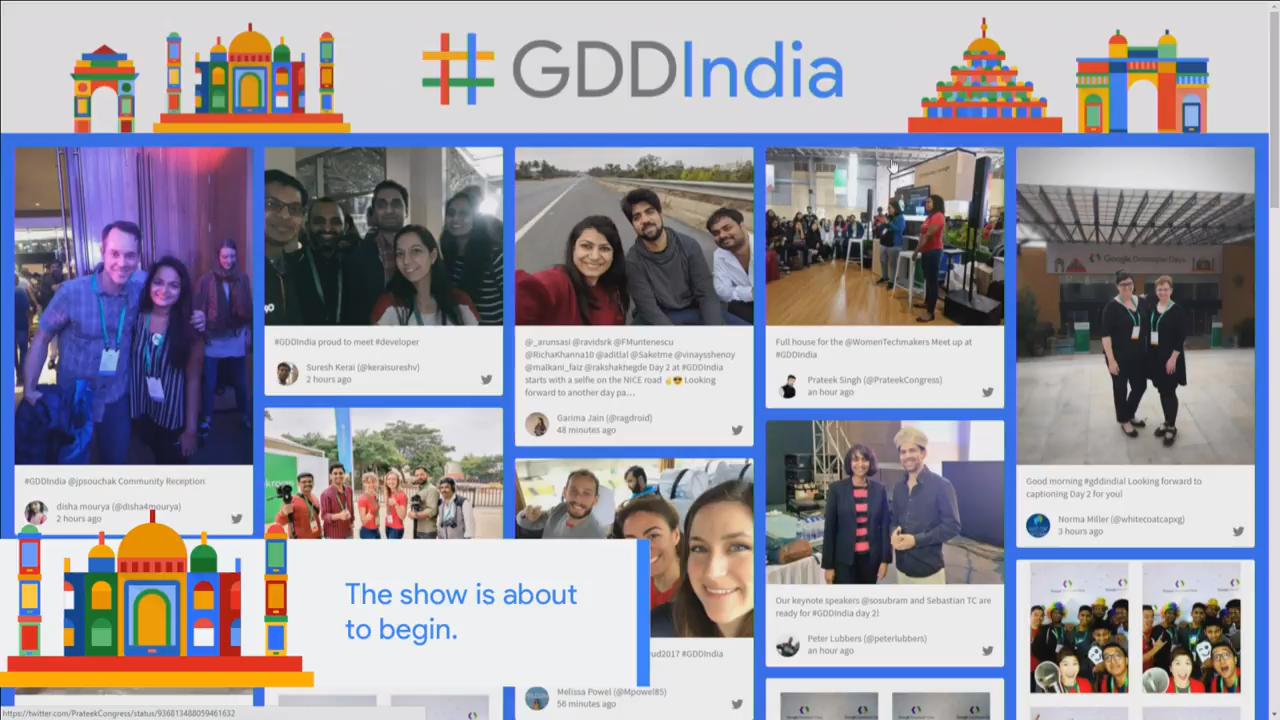 #GDDIndia
#GDDIndia @jpsouchak Community Reception
disha mourya (@disha4mourya)
2 hours ago
#GDDIndia proud to meet #developer
Suresh Kerai (@keraisureshv)
2 hours ago
@_arunsasi @ravidsrk @FMuntenescu
@RichaKhanna10 @aditlal @Saketme @vinaysshenoy
@malkani_faiz @rakshakhegde Day 2 at #GDDIndia
starts with a selfie on the NICE road ✌😎 Looking
forward to another day pa…
Garima Jain (@ragdroid)
48 minutes ago
ud2017 #GDDIndia
Melissa Powel (@Mpowel85)
56 minutes ago
Full house for the @WomenTechmakers Meet up at
#GDDIndia
Prateek Singh (@PrateekCongress)
an hour ago
Our keynote speakers @sosubram and Sebastian TC are
ready for #GDDIndia day 2!
Peter Lubbers (@peterlubbers)
an hour ago
Google Developer Days
Good morning #gddindia! Looking forward to
captioning Day 2 for you!
Norma Miller (@whitecoatcapxg)
3 hours ago
The show is about
to begin.
https://twitter.com/PrateekCongress/status/936813488059461632